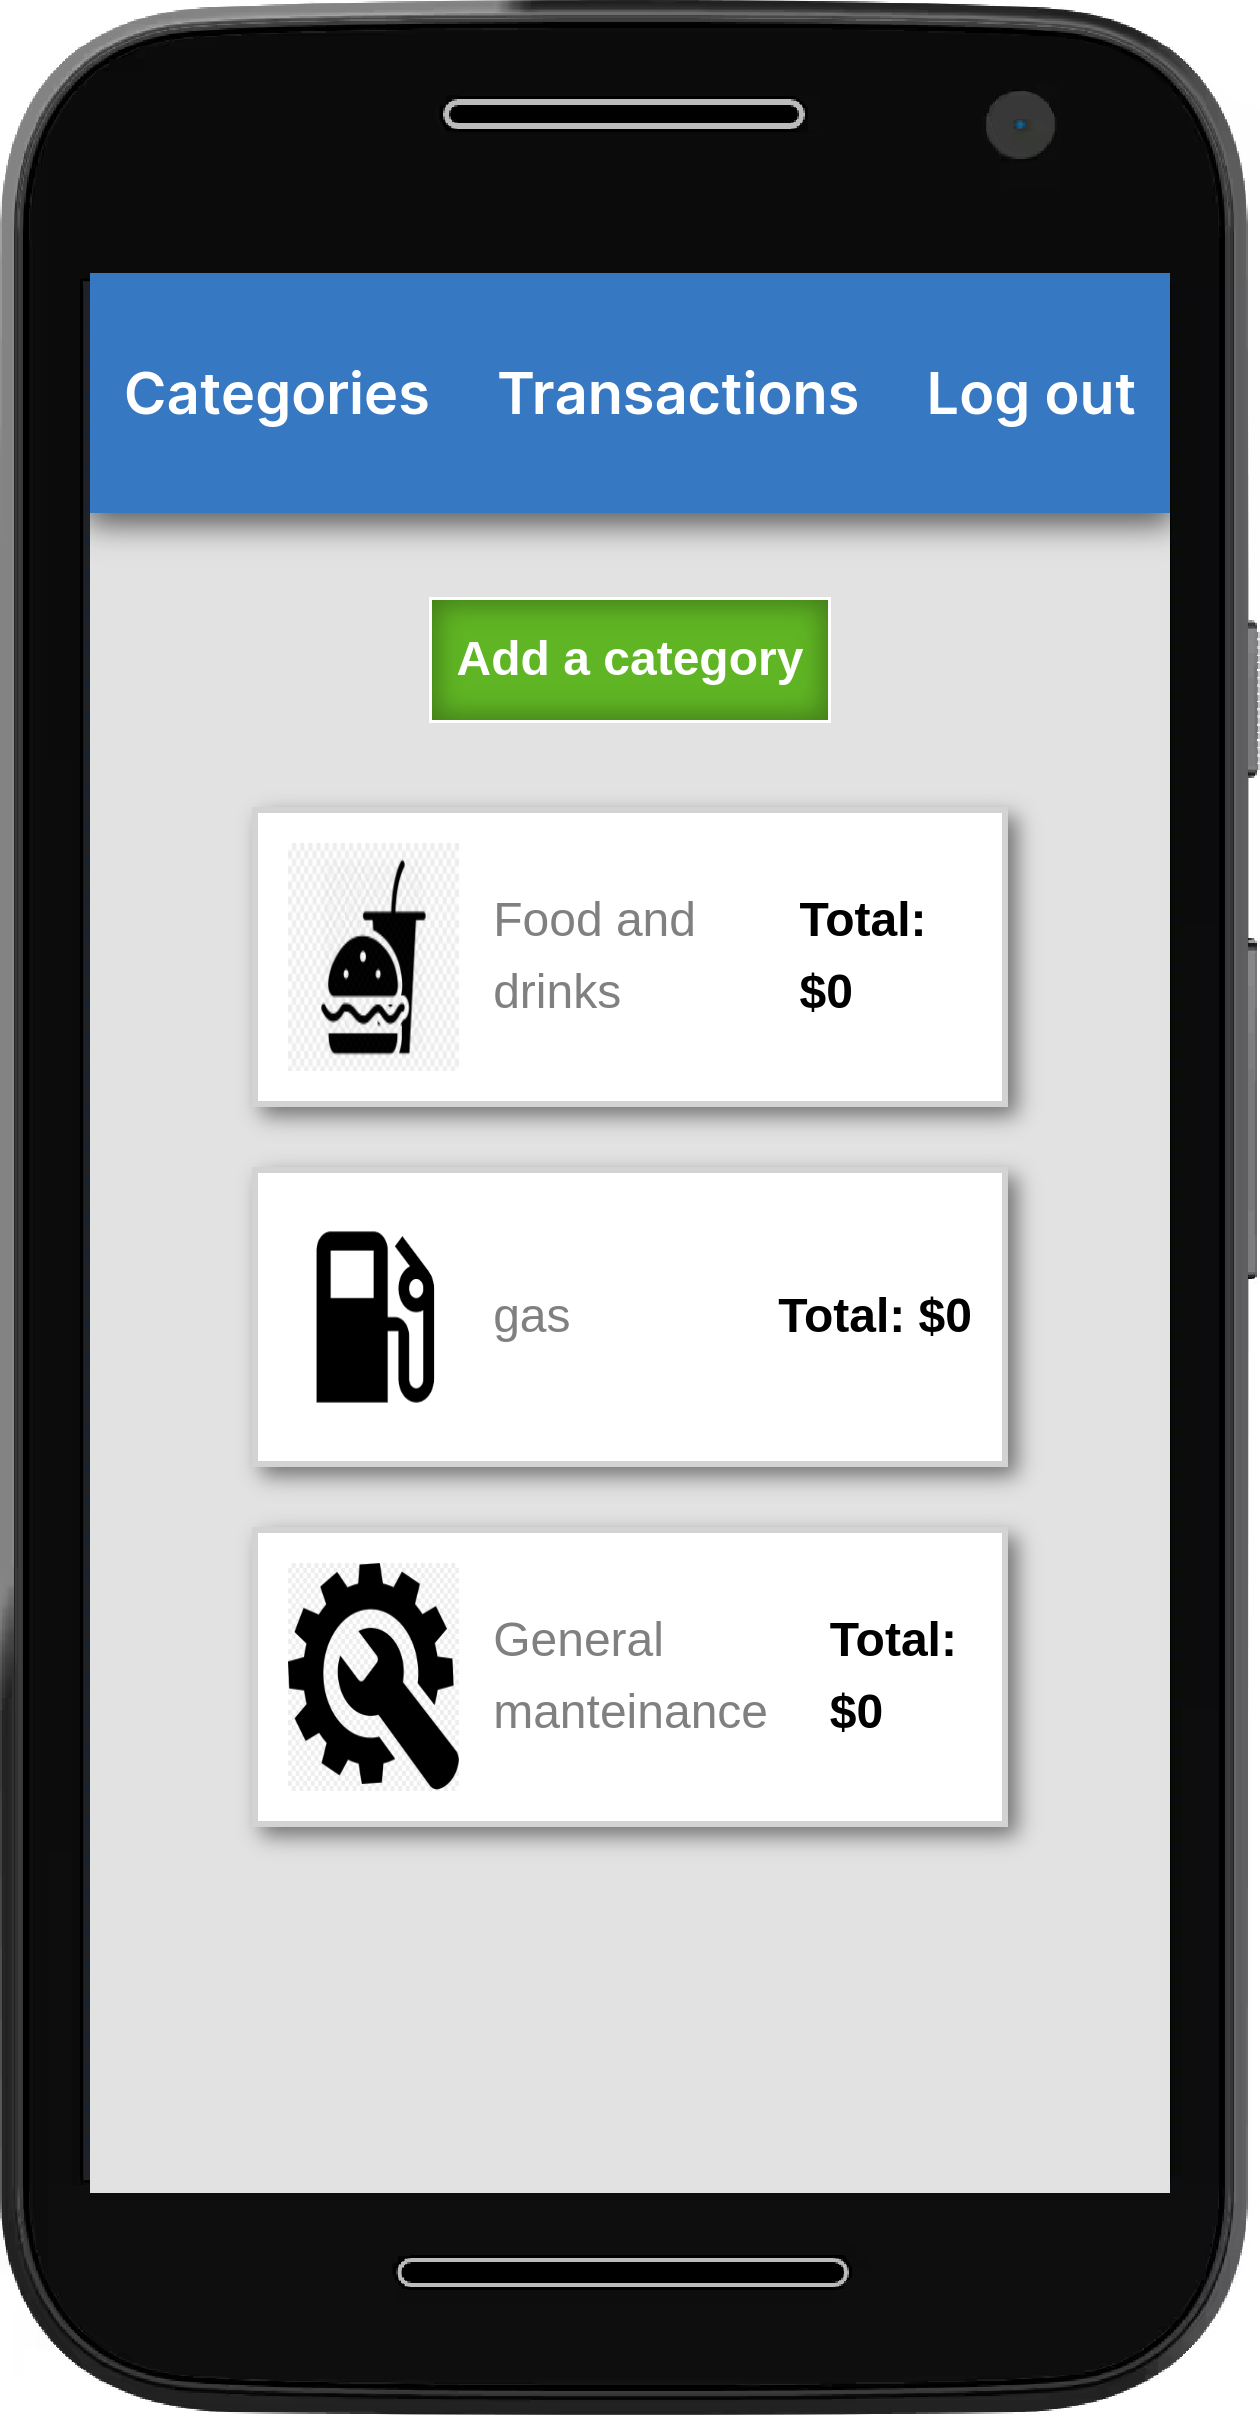 Categories Transactions Log out
Add a category
Food and Total:
drinks $0
gas Total: $0
General Total:
manteinance $0